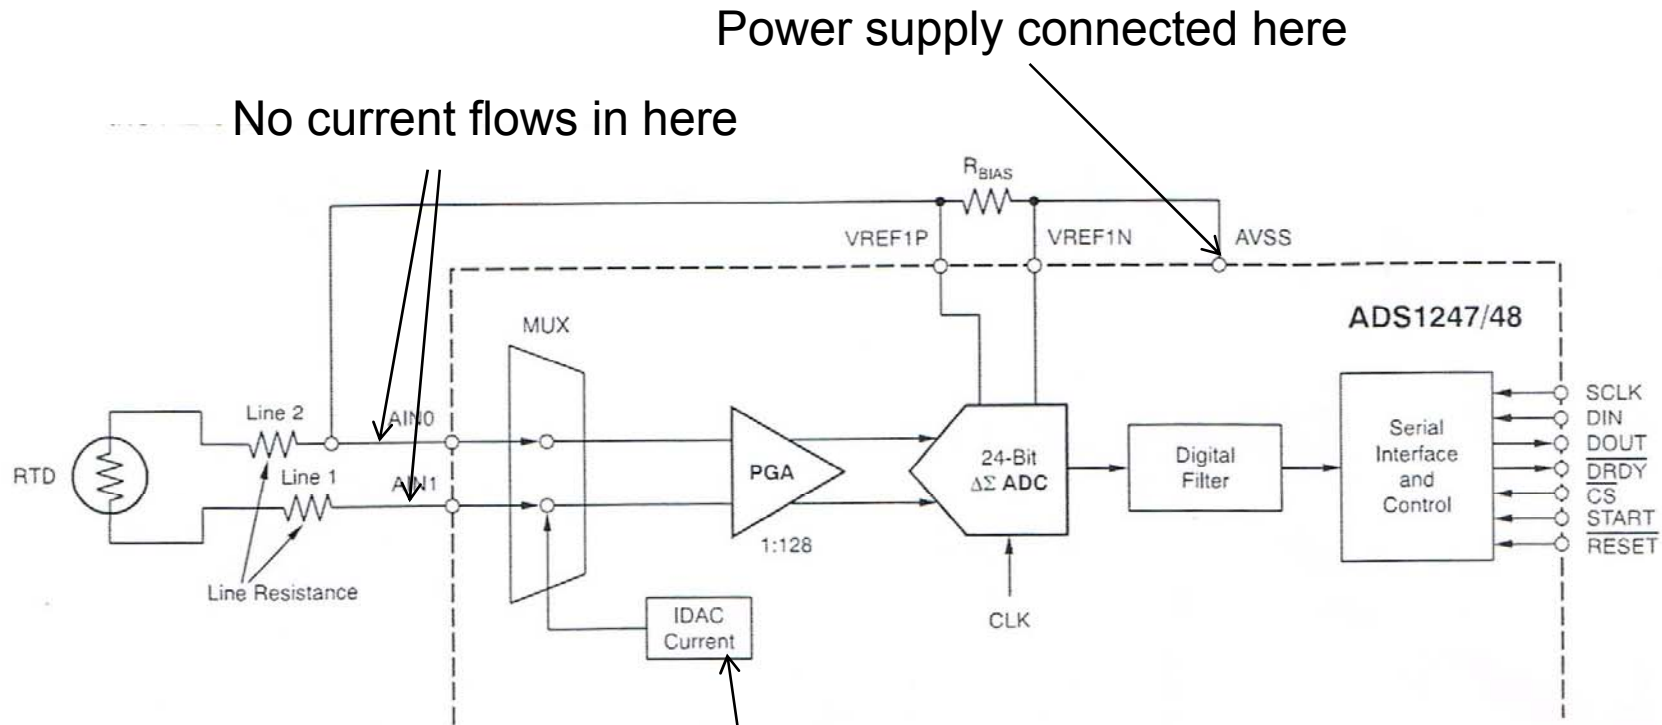 Power supply connected here
No current flows in here
RBIAS
VREF1P
VREF1N
AVSS
ADS1247/48
MUX
Line 2
AIN0
RTD
Line 1
AIN1
PGA
1:128
24-Bit
ΔΣ ADC
Digital
Filter
Serial
Interface
and
Control
SCLK
DIN
DOUT
DRDY
CS
START
RESET
Line Resistance
IDAC
Current
CLK